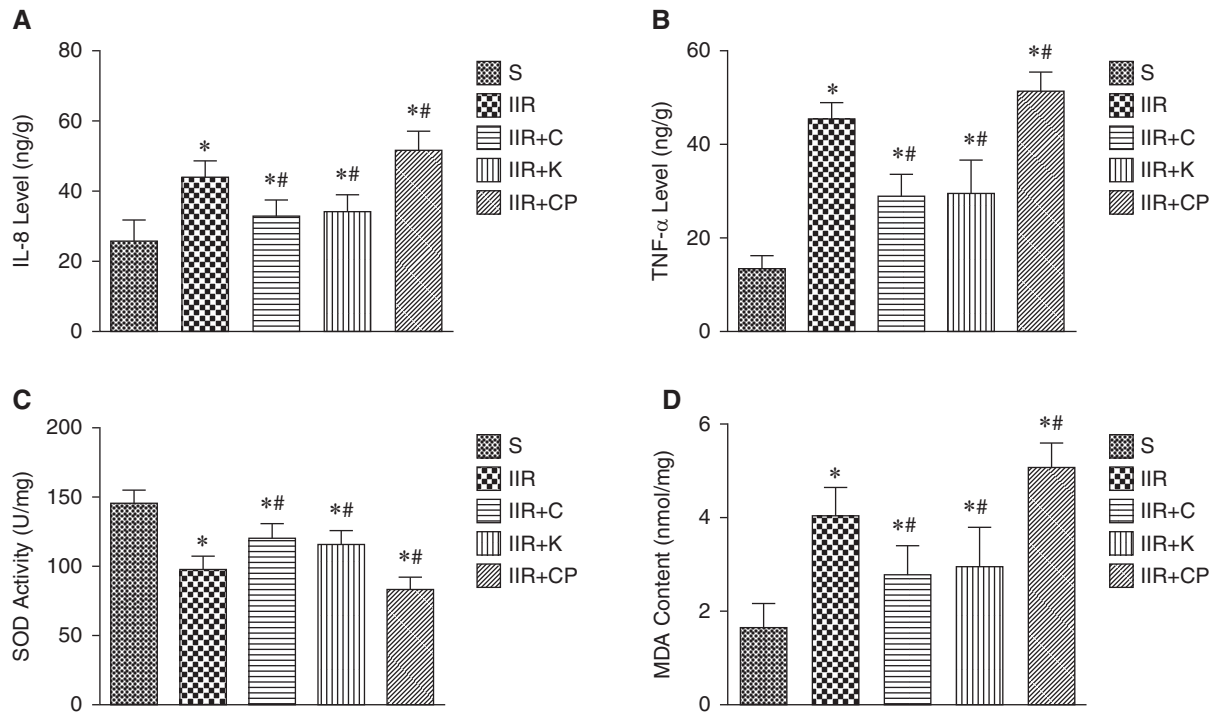 A
IL-8 Level (ng/g)
80
60
40
20
0
*
*#
*#
*#
S
IIR
IIR+C
IIR+K
IIR+CP
B
TNF-α Level (ng/g)
60
40
20
0
*
*#
*#
*#
S
IIR
IIR+C
IIR+K
IIR+CP
C
SOD Activity (U/mg)
200
150
100
50
0
*
*#
*#
*#
S
IIR
IIR+C
IIR+K
IIR+CP
D
MDA Content (nmol/mg)
6
4
2
0
*
*#
*#
*#
S
IIR
IIR+C
IIR+K
IIR+CP